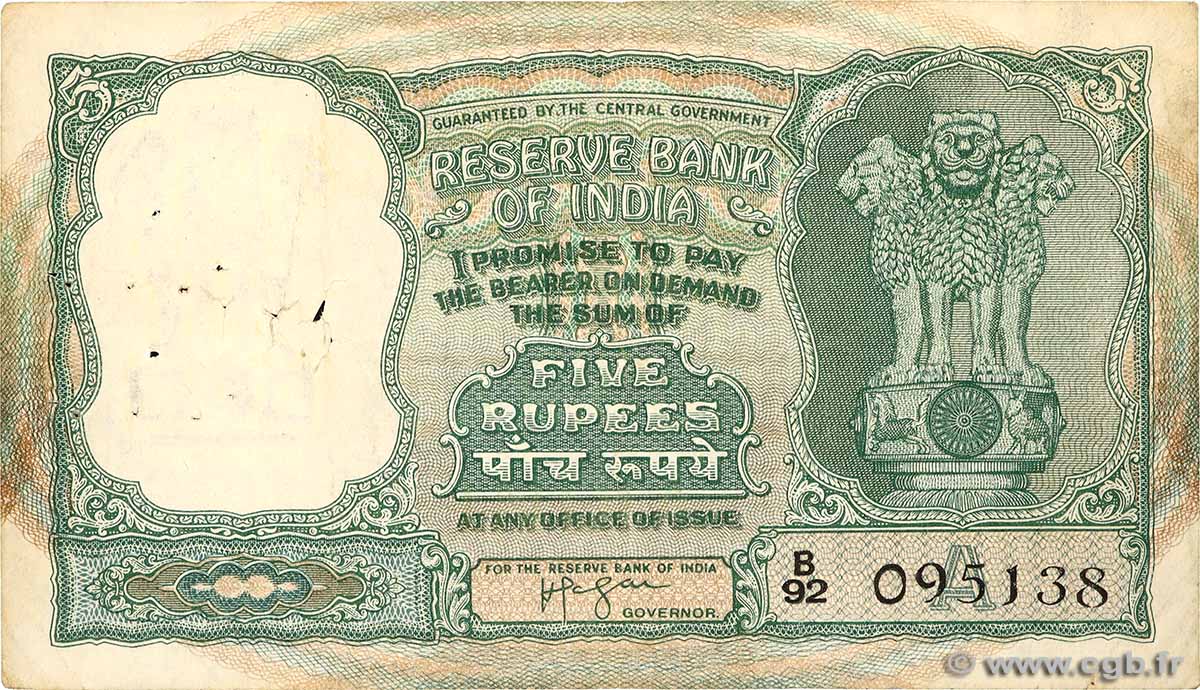 5
5
GUARANTEED BY THE CENTRAL GOVERNMENT
RESERVE BANK
OF INDIA
I PROMISE TO PAY
THE BEARER ON DEMAND
THE SUM OF
FIVE
RUPEES
पाँच रूपये
AT ANY OFFICE OF ISSUE
FOR THE RESERVE BANK OF INDIA
GOVERNOR.
B
92 095138
A
© www.cgb.fr